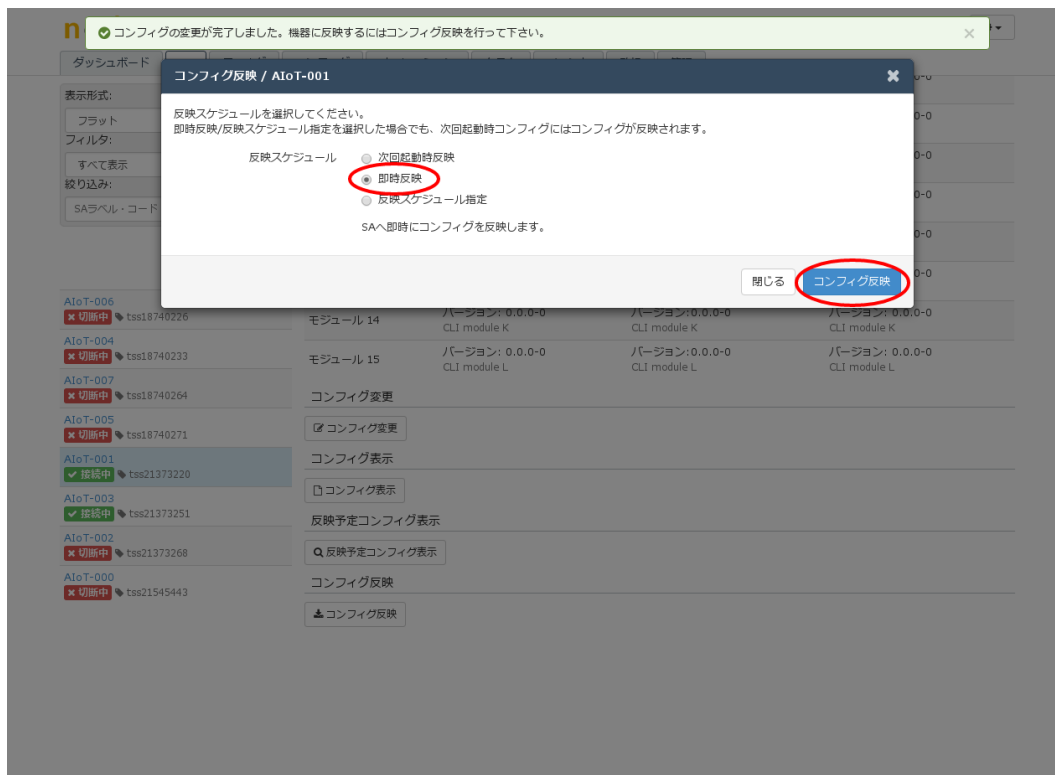 n
コンフィグの変更が完了しました。機器に反映するにはコンフィグ反映を行って下さい。
×
ダッシュボード
コンフィグ反映 / AIoT-001
表示形式:
フラット
フィルタ:
すべて表示
絞り込み:
SAラベル・コード
反映スケジュールを選択してください。
即時反映/反映スケジュール指定を選択した場合でも、次回起動時コンフィグにはコンフィグが反映されます。
反映スケジュール
次回起動時反映
即時反映
反映スケジュール指定
SAへ即時にコンフィグを反映します。
閉じる
コンフィグ反映
AIoT-006
切断中 tss18740226
AIoT-004
切断中 tss18740233
AIoT-007
切断中 tss18740264
AIoT-005
切断中 tss18740271
AIoT-001
接続中 tss21373220
AIoT-003
接続中 tss21373251
AIoT-002
切断中 tss21373268
AIoT-000
切断中 tss21545443
モジュール 14 バージョン: 0.0.0-0 バージョン:0.0.0-0 バージョン: 0.0.0-0
CLI module K CLI module K CLI module K
モジュール 15 バージョン: 0.0.0-0 バージョン:0.0.0-0 バージョン: 0.0.0-0
CLI module L CLI module L CLI module L
コンフィグ変更
コンフィグ変更
コンフィグ表示
コンフィグ表示
反映予定コンフィグ表示
反映予定コンフィグ表示
コンフィグ反映
コンフィグ反映